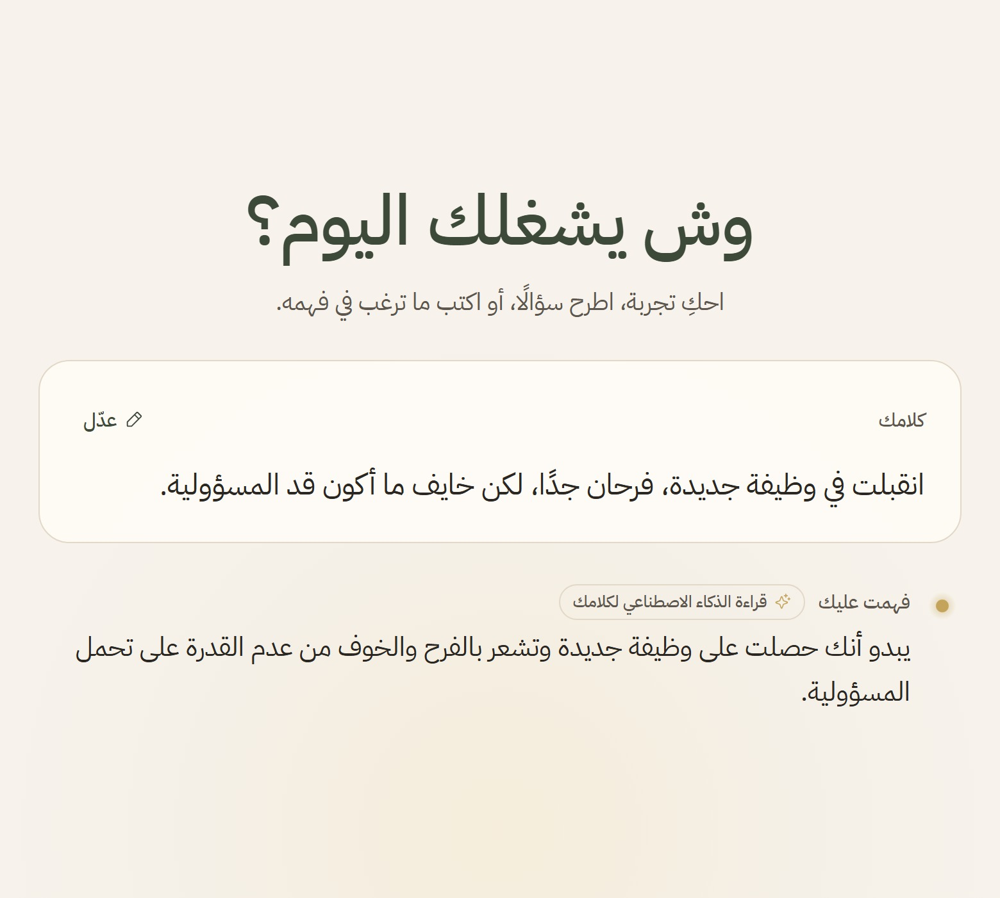 وش يشغلك اليوم؟
احكِ تجربة، اطرح سؤالًا، أو اكتب ما ترغب في فهمه.
كلامك
عدّل
انقبلت في وظيفة جديدة، فرحان جدًا، لكن خايف ما أكون قد المسؤولية.
فهمت عليك
قراءة الذكاء الاصطناعي لكلامك
يبدو أنك حصلت على وظيفة جديدة وتشعر بالفرح والخوف من عدم القدرة على تحمل
المسؤولية.